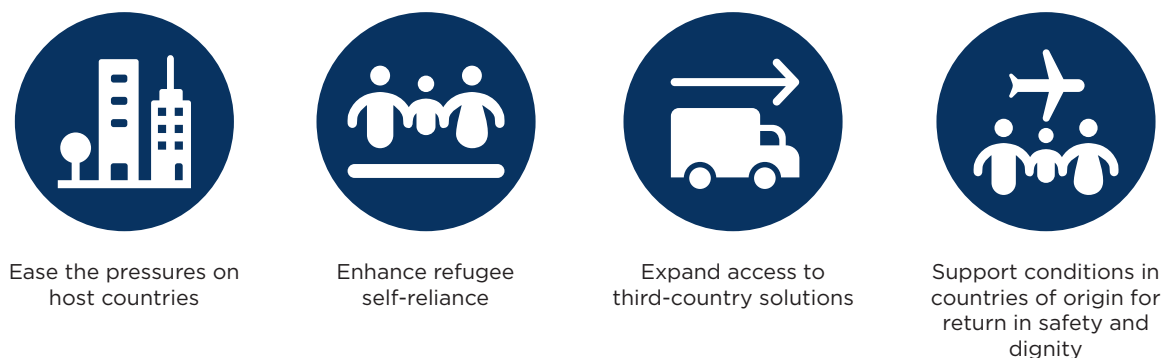 Ease the pressures on
host countries
Enhance refugee
self-reliance
Expand access to
third-country solutions
Support conditions in
countries of origin for
return in safety and
dignity